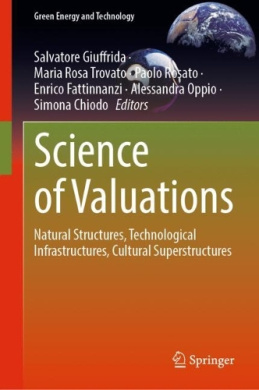 Green Energy and Technology
Salvatore Giuffrida ·
Maria Rosa Trovato · Paolo Rosato ·
Enrico Fattinnanzi · Alessandra Oppio ·
Simona Chiodo Editors
Science
of Valuations
Natural Structures, Technological
Infrastructures, Cultural Superstructures
Springer